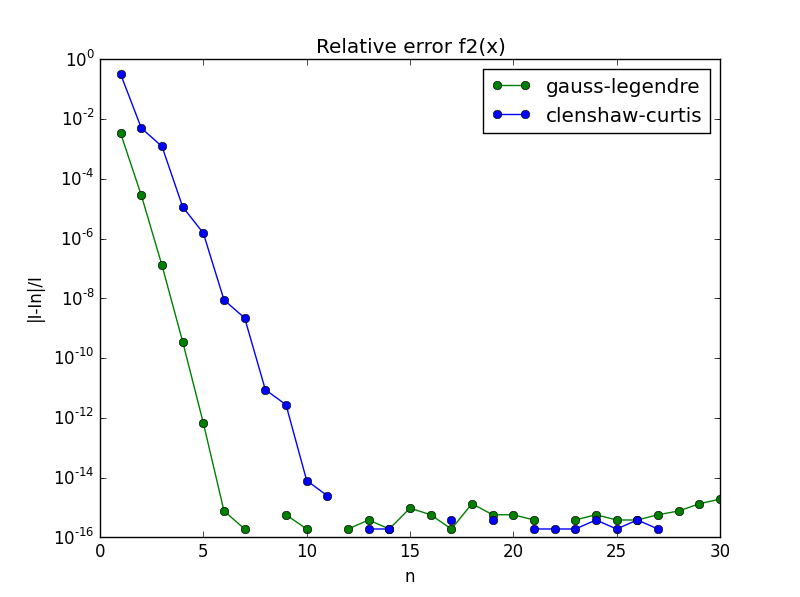 Relative error f2(x)
gauss-legendre
clenshaw-curtis
|I-In|/I
10^0
10^-2
10^-4
10^-6
10^-8
10^-10
10^-12
10^-14
10^-16
0 5 10 15 20 25 30
n